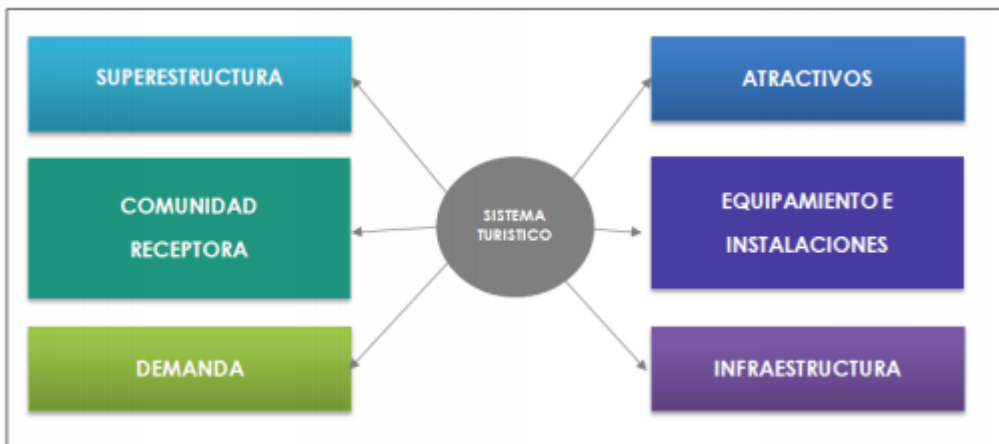 SUPERESTRUCTURA
COMUNIDAD
RECEPTORA
DEMANDA
SISTEMA
TURISTICO
ATRACTIVOS
EQUIPAMIENTO E
INSTALACIONES
INFRAESTRUCTURA